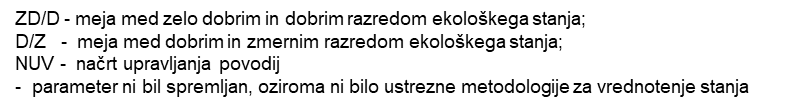 ZD/D - meja med zelo dobrim in dobrim razredom ekološkega stanja;
D/Z - meja med dobrim in zmernim razredom ekološkega stanja;
NUV - načrt upravljanja povodij
- parameter ni bil spremljan, oziroma ni bilo ustrezne metodologije za vrednotenje stanja